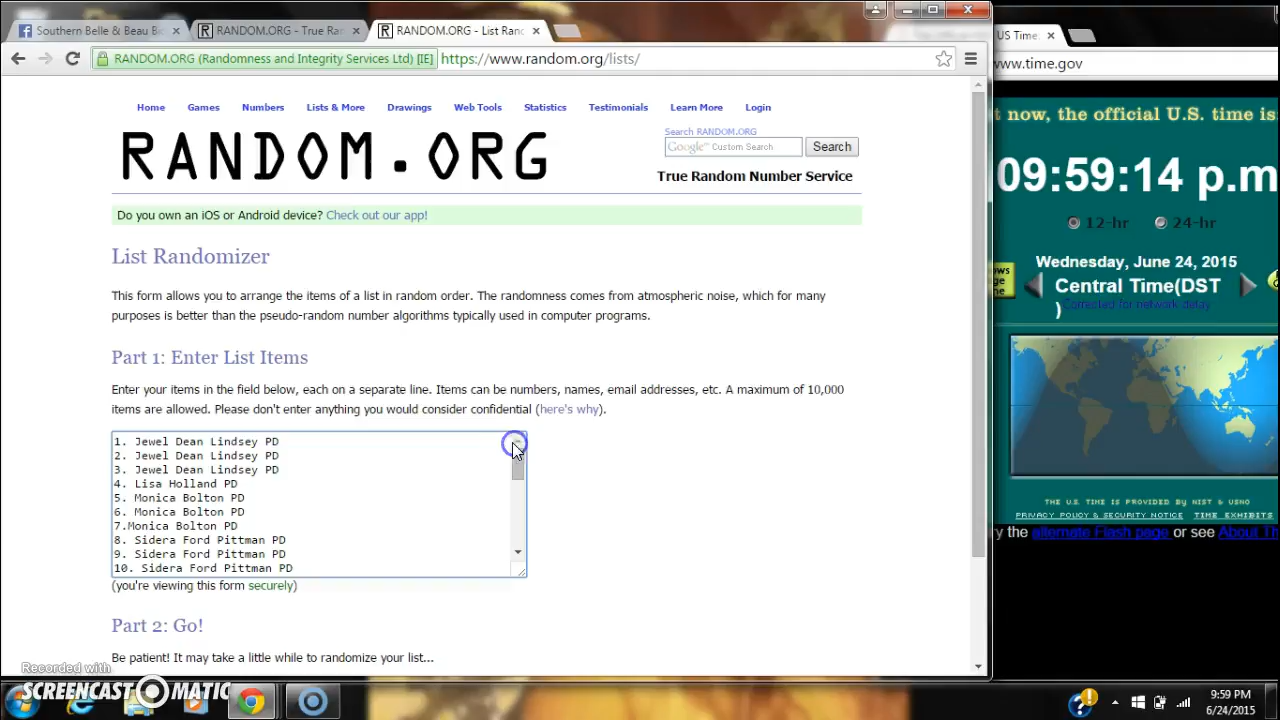 Southern Belle & Beau B
RANDOM.ORG - True Ra
RANDOM.ORG - List Ran
US Time
RANDOM.ORG (Randomness and Integrity Services Ltd) [IE]
https://www.random.org/lists/
www.time.gov
Home Games Numbers Lists & More Drawings Web Tools Statistics Testimonials Learn More Login
RANDOM.ORG
Search RANDOM.ORG
Google™ Custom Search
Search
True Random Number Service
Do you own an iOS or Android device? Check out our app!
List Randomizer
This form allows you to arrange the items of a list in random order. The randomness comes from atmospheric noise, which for many
purposes is better than the pseudo-random number algorithms typically used in computer programs.
Part 1: Enter List Items
Enter your items in the field below, each on a separate line. Items can be numbers, names, email addresses, etc. A maximum of 10,000
items are allowed. Please don't enter anything you would consider confidential (here's why).
1. Jewel Dean Lindsey PD
2. Jewel Dean Lindsey PD
3. Jewel Dean Lindsey PD
4. Lisa Holland PD
5. Monica Bolton PD
6. Monica Bolton PD
7.Monica Bolton PD
8. Sidera Ford Pittman PD
9. Sidera Ford Pittman PD
10. Sidera Ford Pittman PD
(you're viewing this form securely)
Part 2: Go!
Be patient! It may take a little while to randomize your list...
t now, the official U.S. time is
09:59:14 p.m
12-hr 24-hr
Wednesday, June 24, 2015
Central Time(DST
)
Corrected for network delay
THE U.S. TIME IS PROVIDED BY NIST & USNO
PRIVACY POLICY & SECURITY NOTICE TIME EXHIBITS
ry the alternate Flash page or see About Th
Recorded with
SCREENCAST MATIC
9:59 PM
6/24/2015